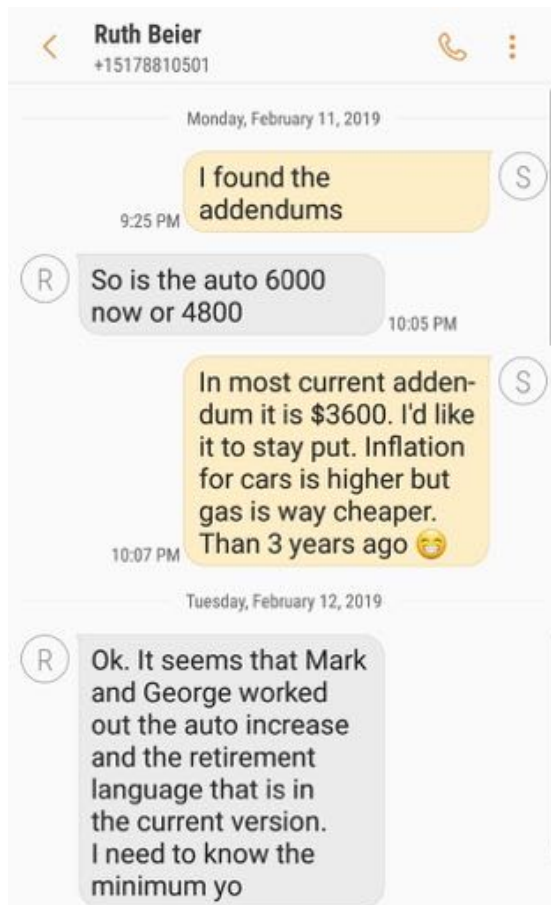 Ruth Beier
+15178810501
Monday, February 11, 2019
I found the
addendums
9:25 PM
S
R
So is the auto 6000
now or 4800
10:05 PM
In most current adden-
dum it is $3600. I'd like
it to stay put. Inflation
for cars is higher but
gas is way cheaper.
Than 3 years ago 😁
10:07 PM
S
Tuesday, February 12, 2019
R
Ok. It seems that Mark
and George worked
out the auto increase
and the retirement
language that is in
the current version.
I need to know the
minimum yo